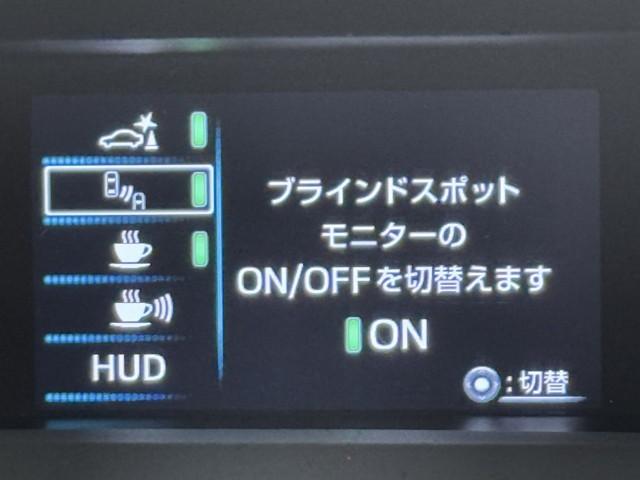 ブラインドスポット
モニターの
ON/OFFを切替えます
ON
HUD
:切替